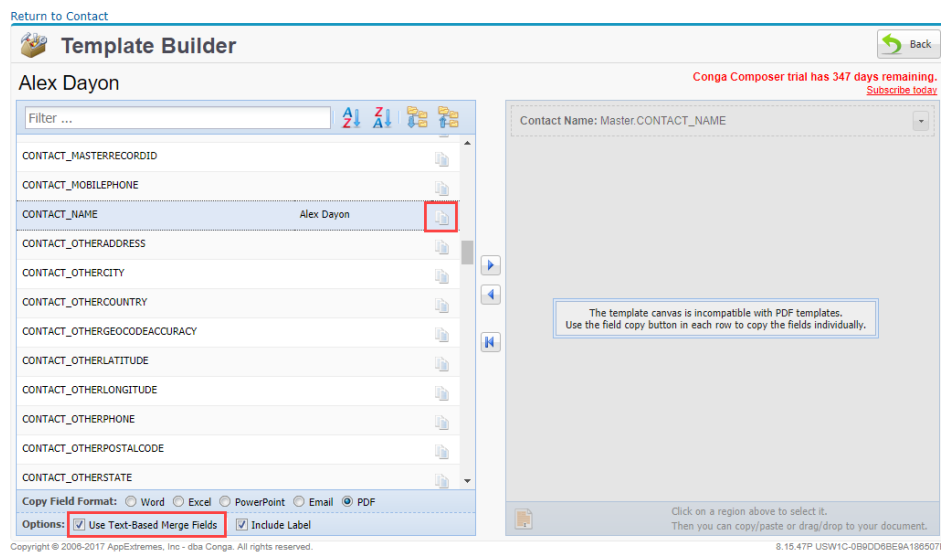 Return to Contact
Template Builder
Back
Alex Dayon
Conga Composer trial has 347 days remaining.
Subscribe today
Filter ...
Contact Name: Master.CONTACT_NAME
CONTACT_MASTERRECORDID
CONTACT_MOBILEPHONE
CONTACT_NAME Alex Dayon
CONTACT_OTHERADDRESS
CONTACT_OTHERCITY
CONTACT_OTHERCOUNTRY
CONTACT_OTHERGEOCODEACCURACY
CONTACT_OTHERLATITUDE
CONTACT_OTHERLONGITUDE
CONTACT_OTHERPHONE
CONTACT_OTHERPOSTALCODE
CONTACT_OTHERSTATE
The template canvas is incompatible with PDF templates.
Use the field copy button in each row to copy the fields individually.
Copy Field Format: Word Excel PowerPoint Email PDF
Options: Use Text-Based Merge Fields Include Label
Click on a region above to select it.
Then you can copy/paste or drag/drop to your document.
Copyright © 2006-2017 AppExtremes, Inc - dba Conga. All rights reserved.
8.15.47P USW1C-0B9DD6BE9A186507